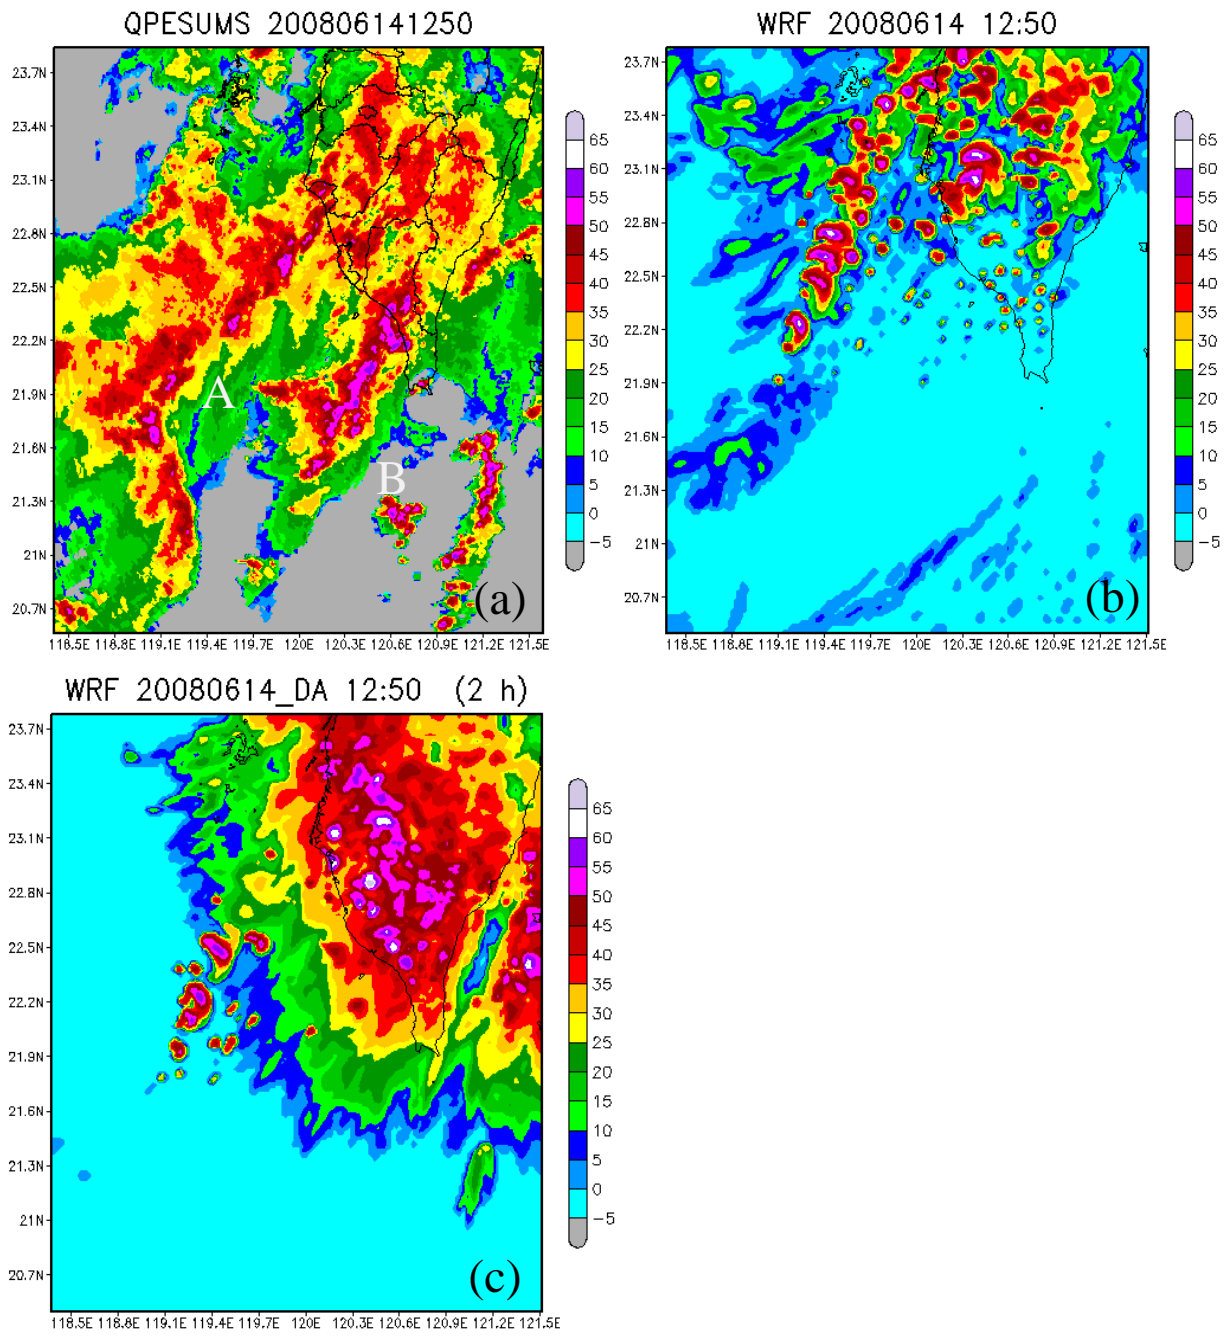 QPESUMS 200806141250
23.7N
23.4N
23.1N
22.8N
22.5N
22.2N
21.9N
21.6N
21.3N
21N
20.7N
118.5E 118.8E 119.1E 119.4E 119.7E 120E 120.3E 120.6E 120.9E 121.2E 121.5E
65
60
55
50
45
40
35
30
25
20
15
10
5
0
−5
A
B
(a)
WRF 20080614 12:50
23.7N
23.4N
23.1N
22.8N
22.5N
22.2N
21.9N
21.6N
21.3N
21N
20.7N
118.5E 118.8E 119.1E 119.4E 119.7E 120E 120.3E 120.6E 120.9E 121.2E 121.5E
65
60
55
50
45
40
35
30
25
20
15
10
5
0
−5
(b)
WRF 20080614_DA 12:50 (2 h)
23.7N
23.4N
23.1N
22.8N
22.5N
22.2N
21.9N
21.6N
21.3N
21N
20.7N
118.5E 118.8E 119.1E 119.4E 119.7E 120E 120.3E 120.6E 120.9E 121.2E 121.5E
65
60
55
50
45
40
35
30
25
20
15
10
5
0
−5
(c)